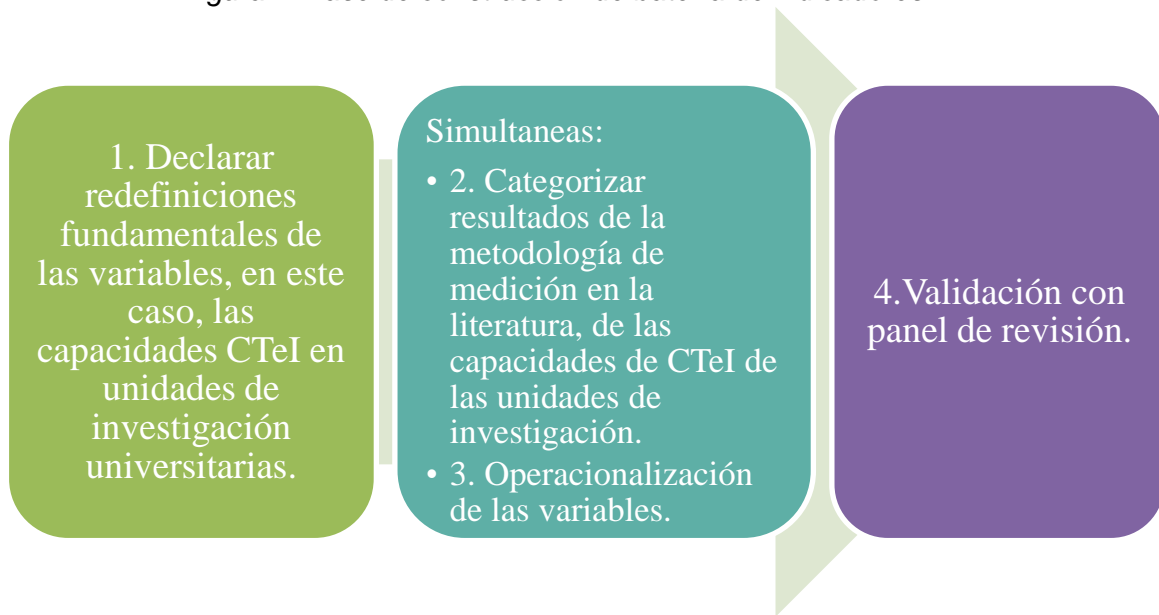 1. Declarar
redefiniciones
fundamentales de
las variables, en este
caso, las
capacidades CTeI en
unidades de
investigación
universitarias.
Simultaneas:
• 2. Categorizar
resultados de la
metodología de
medición en la
literatura, de las
capacidades de CTeI de
las unidades de
investigación.
• 3. Operacionalización
de las variables.
4.Validación con
panel de revisión.